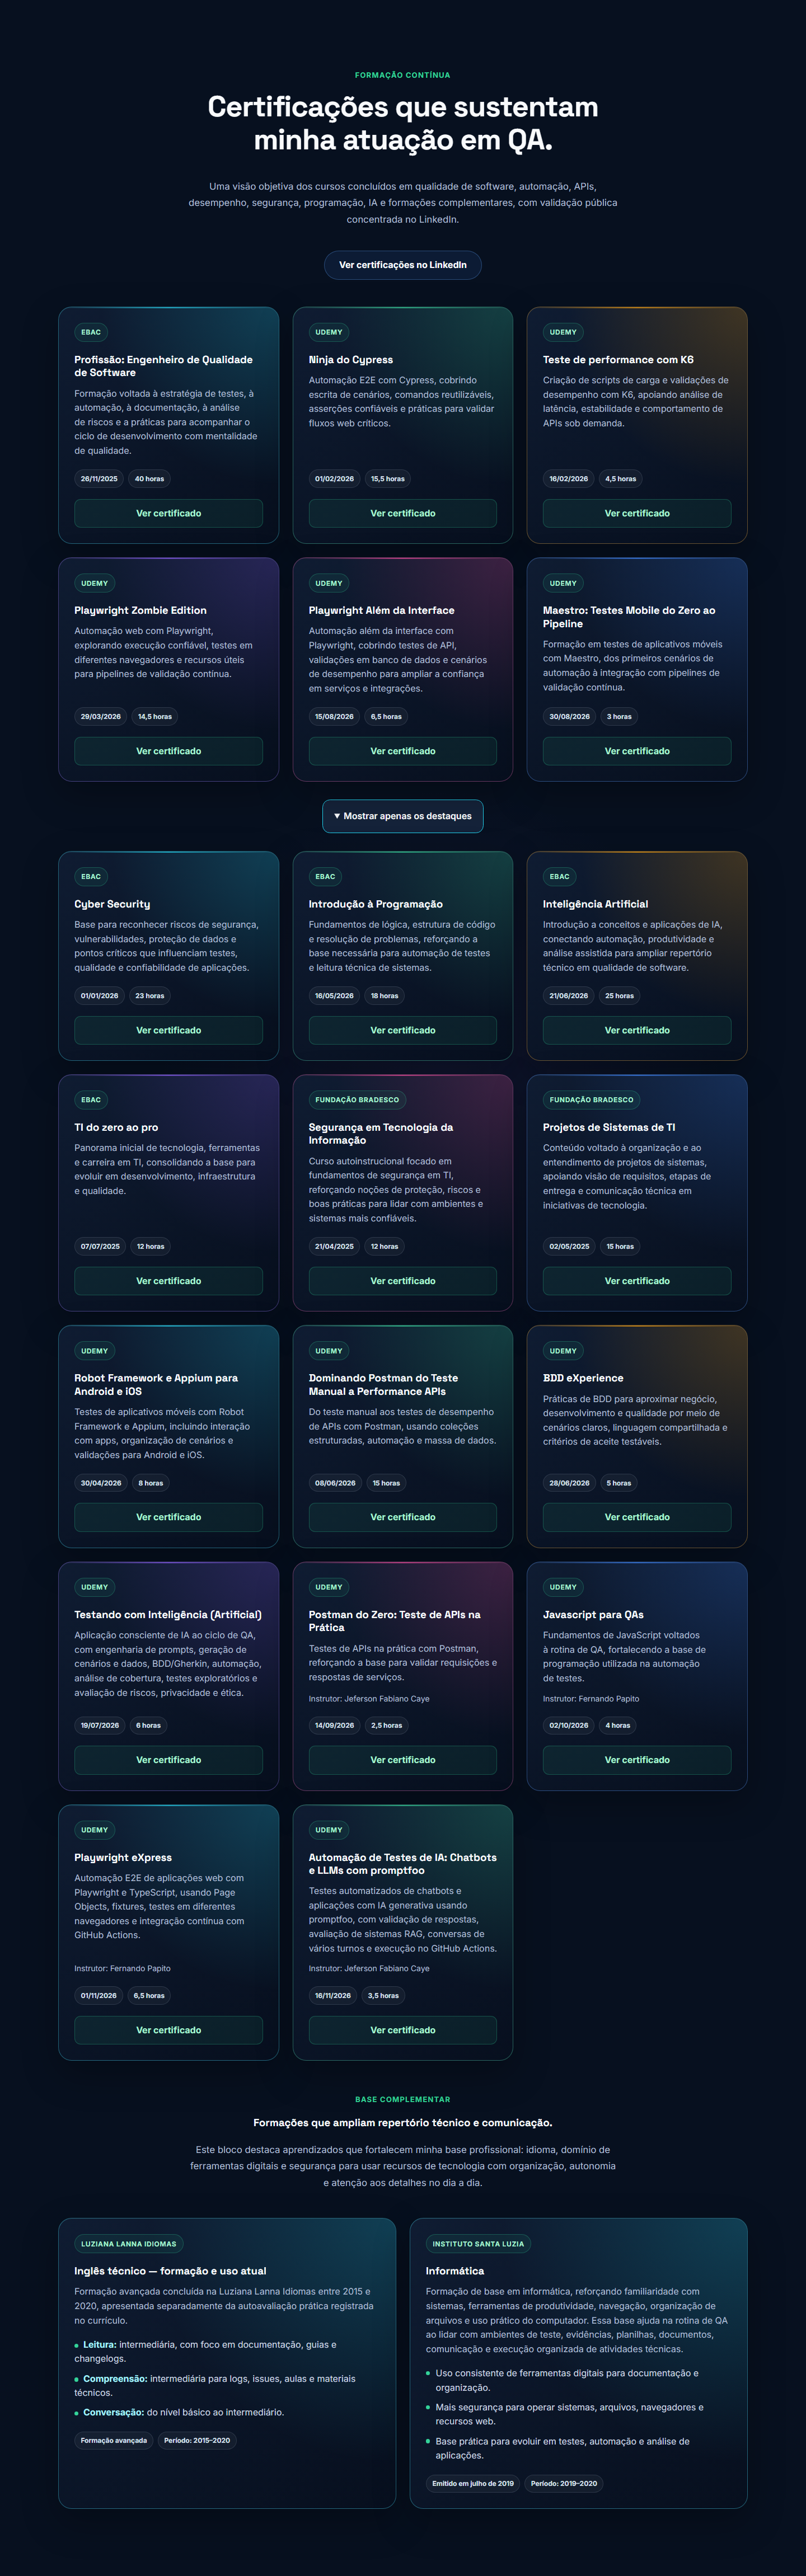 FORMAÇÃO CONTÍNUA
Certificações que sustentam
minha atuação em QA.
Uma visão objetiva dos cursos concluídos em qualidade de software, automação, APIs,
desempenho, segurança, programação, IA e formações complementares, com validação pública
concentrada no LinkedIn.
Ver certificações no LinkedIn
EBAC
Profissão: Engenheiro de Qualidade
de Software
Formação voltada à estratégia de testes, à
automação, à documentação, à análise
de riscos e a práticas para acompanhar o
ciclo de desenvolvimento com mentalidade
de qualidade.
26/11/2025
40 horas
Ver certificado
UDEMY
Ninja do Cypress
Automação E2E com Cypress, cobrindo
escrita de cenários, comandos reutilizáveis,
asserções confiáveis e práticas para validar
fluxos web críticos.
01/02/2026
15,5 horas
Ver certificado
UDEMY
Teste de performance com K6
Criação de scripts de carga e validações de
desempenho com K6, apoiando análise de
latência, estabilidade e comportamento de
APIs sob demanda.
16/02/2026
4,5 horas
Ver certificado
UDEMY
Playwright Zombie Edition
Automação web com Playwright,
explorando execução confiável, testes em
diferentes navegadores e recursos úteis
para pipelines de validação contínua.
29/03/2026
14,5 horas
Ver certificado
UDEMY
Playwright Além da Interface
Automação além da interface com
Playwright, cobrindo testes de API,
validações em banco de dados e cenários
de desempenho para ampliar a confiança
em serviços e integrações.
15/08/2026
6,5 horas
Ver certificado
UDEMY
Maestro: Testes Mobile do Zero ao
Pipeline
Formação em testes de aplicativos móveis
com Maestro, dos primeiros cenários de
automação à integração com pipelines de
validação contínua.
30/08/2026
3 horas
Ver certificado
▼ Mostrar apenas os destaques
EBAC
Cyber Security
Base para reconhecer riscos de segurança,
vulnerabilidades, proteção de dados e
pontos críticos que influenciam testes,
qualidade e confiabilidade de aplicações.
01/01/2026
23 horas
Ver certificado
EBAC
Introdução à Programação
Fundamentos de lógica, estrutura de código
e resolução de problemas, reforçando a
base necessária para automação de testes
e leitura técnica de sistemas.
16/05/2026
18 horas
Ver certificado
EBAC
Inteligência Artificial
Introdução a conceitos e aplicações de IA,
conectando automação, produtividade e
análise assistida para ampliar repertório
técnico em qualidade de software.
21/06/2026
25 horas
Ver certificado
EBAC
TI do zero ao pro
Panorama inicial de tecnologia, ferramentas
e carreira em TI, consolidando a base para
evoluir em desenvolvimento, infraestrutura
e qualidade.
07/07/2025
12 horas
Ver certificado
FUNDAÇÃO BRADESCO
Segurança em Tecnologia da
Informação
Curso autoinstrucional focado em
fundamentos de segurança em TI,
reforçando noções de proteção, riscos e
boas práticas para lidar com ambientes e
sistemas mais confiáveis.
21/04/2025
12 horas
Ver certificado
FUNDAÇÃO BRADESCO
Projetos de Sistemas de TI
Conteúdo voltado à organização e ao
entendimento de projetos de sistemas,
apoiando visão de requisitos, etapas de
entrega e comunicação técnica em
iniciativas de tecnologia.
02/05/2025
15 horas
Ver certificado
UDEMY
Robot Framework e Appium para
Android e iOS
Testes de aplicativos móveis com Robot
Framework e Appium, incluindo interação
com apps, organização de cenários e
validações para Android e iOS.
30/04/2026
8 horas
Ver certificado
UDEMY
Dominando Postman do Teste
Manual a Performance APIs
Do teste manual aos testes de desempenho
de APIs com Postman, usando coleções
estruturadas, automação e massa de dados.
08/06/2026
15 horas
Ver certificado
UDEMY
BDD eXperience
Práticas de BDD para aproximar negócio,
desenvolvimento e qualidade por meio de
cenários claros, linguagem compartilhada e
critérios de aceite testáveis.
28/06/2026
5 horas
Ver certificado
UDEMY
Testando com Inteligência (Artificial)
Aplicação consciente de IA ao ciclo de QA,
com engenharia de prompts, geração de
cenários e dados, BDD/Gherkin, automação,
análise de cobertura, testes exploratórios e
avaliação de riscos, privacidade e ética.
19/07/2026
6 horas
Ver certificado
UDEMY
Postman do Zero: Teste de APIs na
Prática
Testes de APIs na prática com Postman,
reforçando a base para validar requisições e
respostas de serviços.
Instrutor: Jeferson Fabiano Caye
14/09/2026
2,5 horas
Ver certificado
UDEMY
Javascript para QAs
Fundamentos de JavaScript voltados
à rotina de QA, fortalecendo a base de
programação utilizada na automação
de testes.
Instrutor: Fernando Papito
02/10/2026
4 horas
Ver certificado
UDEMY
Playwright eXpress
Automação E2E de aplicações web com
Playwright e TypeScript, usando Page
Objects, fixtures, testes em diferentes
navegadores e integração contínua com
GitHub Actions.
Instrutor: Fernando Papito
01/11/2026
6,5 horas
Ver certificado
UDEMY
Automação de Testes de IA: Chatbots
e LLMs com promptfoo
Testes automatizados de chatbots e
aplicações com IA generativa usando
promptfoo, com validação de respostas,
avaliação de sistemas RAG, conversas de
vários turnos e execução no GitHub Actions.
Instrutor: Jeferson Fabiano Caye
16/11/2026
3,5 horas
Ver certificado
BASE COMPLEMENTAR
Formações que ampliam repertório técnico e comunicação.
Este bloco destaca aprendizados que fortalecem minha base profissional: idioma, domínio de
ferramentas digitais e segurança para usar recursos de tecnologia com organização, autonomia
e atenção aos detalhes no dia a dia.
LUZIANA LANNA IDIOMAS
Inglês técnico — formação e uso atual
Formação avançada concluída na Luziana Lanna Idiomas entre 2015 e
2020, apresentada separadamente da autoavaliação prática registrada
no currículo.
Leitura: intermediária, com foco em documentação, guias e
changelogs.
Compreensão: intermediária para logs, issues, aulas e materiais
técnicos.
Conversação: do nível básico ao intermediário.
Formação avançada
Período: 2015–2020
INSTITUTO SANTA LUZIA
Informática
Formação de base em informática, reforçando familiaridade com
sistemas, ferramentas de produtividade, navegação, organização de
arquivos e uso prático do computador. Essa base ajuda na rotina de QA
ao lidar com ambientes de teste, evidências, planilhas, documentos,
comunicação e execução organizada de atividades técnicas.
Uso consistente de ferramentas digitais para documentação e
organização.
Mais segurança para operar sistemas, arquivos, navegadores e
recursos web.
Base prática para evoluir em testes, automação e análise de
aplicações.
Emitido em julho de 2019
Período: 2019–2020